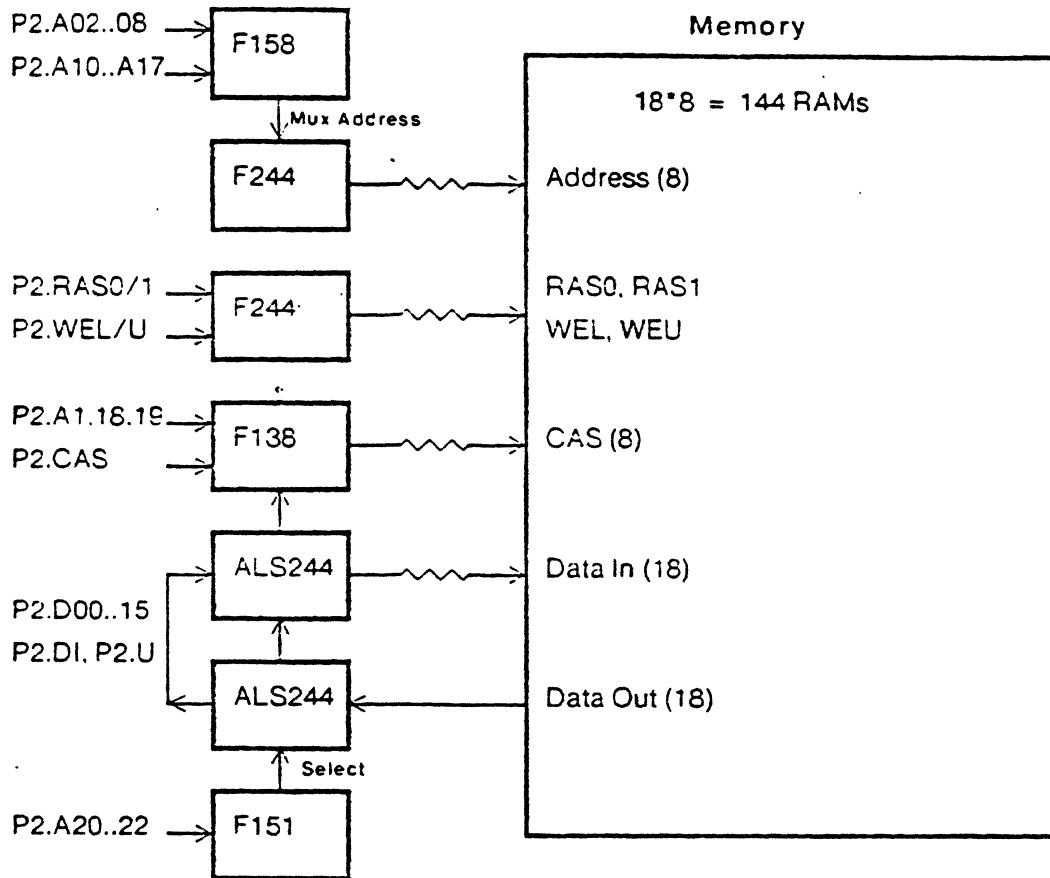 P2.A02..08
P2.A10..A17
F158
Mux Address
F244
Memory
18*8 = 144 RAMs
Address (8)
P2.RAS0/1
P2.WEL/U
F244
RAS0, RAS1
WEL, WEU
P2.A1.18.19
P2.CAS
F138
CAS (8)
ALS244
Data In (18)
P2.D00..15
P2.DI, P2.U
ALS244
Data Out (18)
Select
P2.A20..22
F151